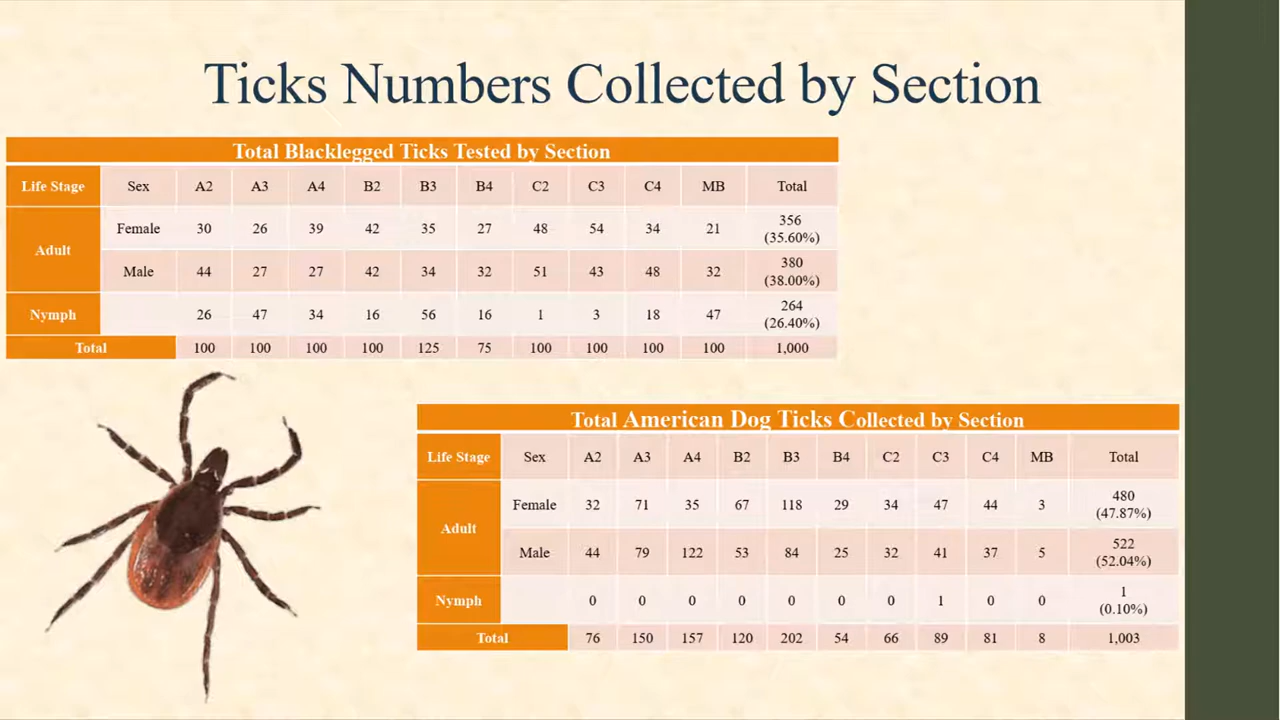 Ticks Numbers Collected by Section
Total Blacklegged Ticks Tested by Section
Life Stage Sex A2 A3 A4 B2 B3 B4 C2 C3 C4 MB Total
Adult Female 30 26 39 42 35 27 48 54 34 21 356 (35.60%)
Male 44 27 27 42 34 32 51 43 48 32 380 (38.00%)
Nymph 26 47 34 16 56 16 1 3 18 47 264 (26.40%)
Total 100 100 100 100 125 75 100 100 100 100 1,000
Total American Dog Ticks Collected by Section
Life Stage Sex A2 A3 A4 B2 B3 B4 C2 C3 C4 MB Total
Adult Female 32 71 35 67 118 29 34 47 44 3 480 (47.87%)
Male 44 79 122 53 84 25 32 41 37 5 522 (52.04%)
Nymph 0 0 0 0 0 0 0 1 0 0 1 (0.10%)
Total 76 150 157 120 202 54 66 89 81 8 1,003